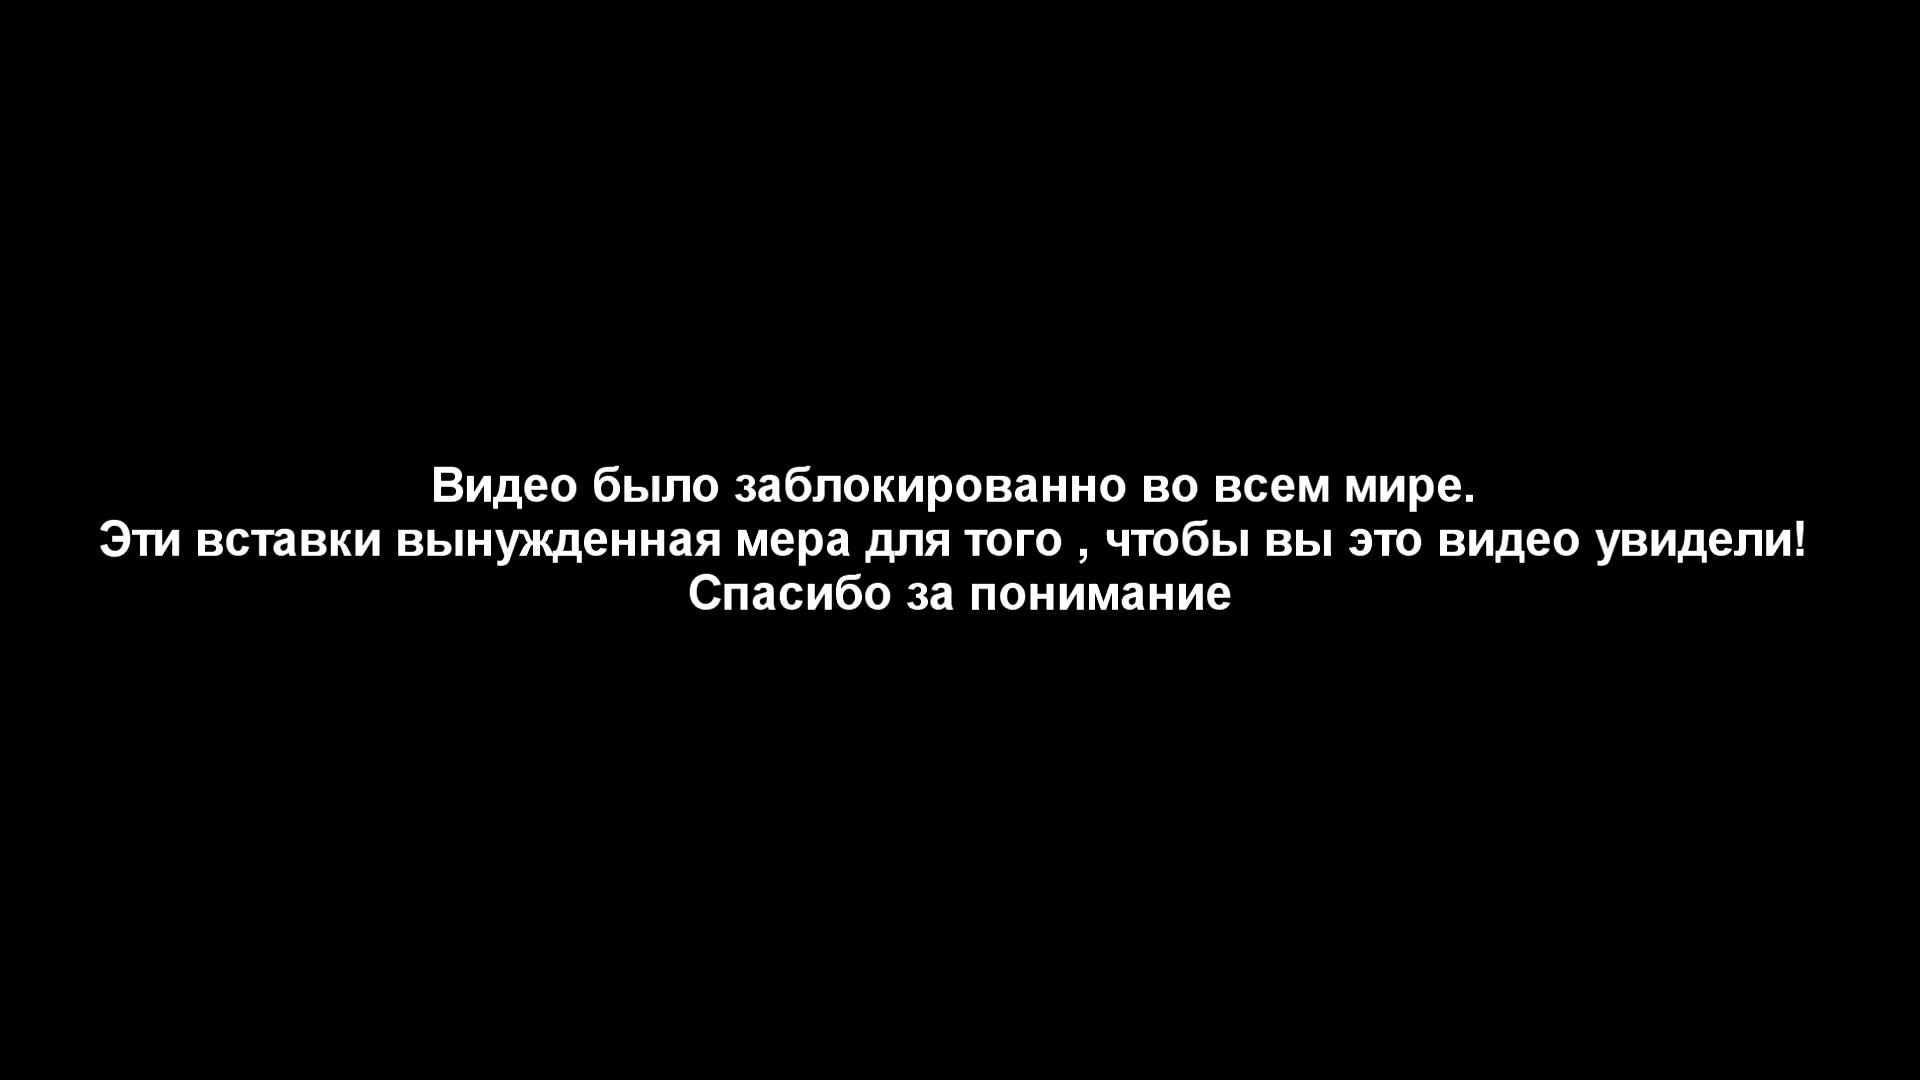 Видео было заблокированно во всем мире.
Эти вставки вынужденная мера для того , чтобы вы это видео увидели!
Спасибо за понимание